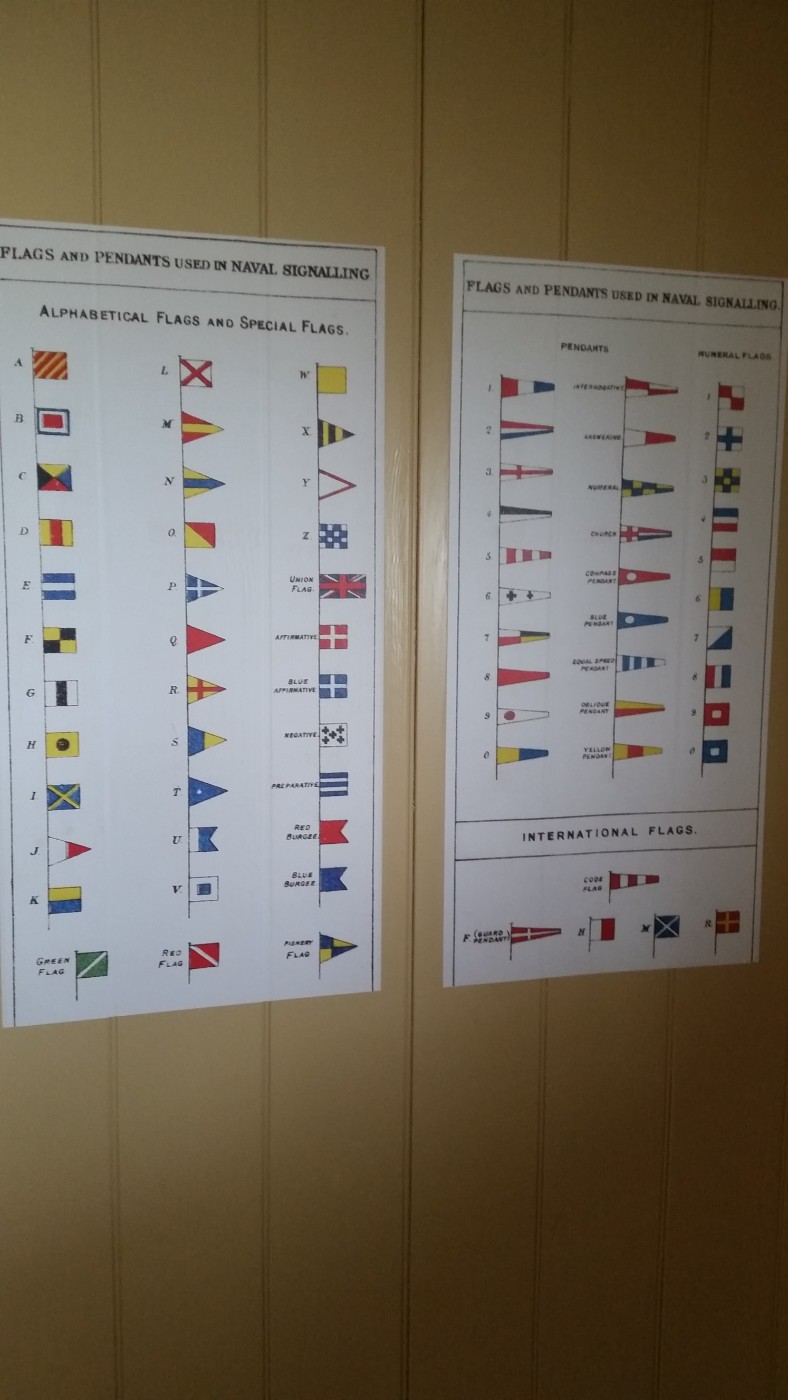 FLAGS AND PENDANTS USED IN NAVAL SIGNALLING
ALPHABETICAL FLAGS AND SPECIAL FLAGS.
A
B
C
D
E
F
G
H
I
J
K
GREEN FLAG
L
M
N
O.
P.
Q.
R.
S
T
U
V
RED FLAG
W
X
Y
Z.
UNION FLAG.
AFFIRMATIVE
BLUE AFFIRMATIVE
NEGATIVE.
PREPARATIVE
RED BURGEE.
BLUE BURGEE.
FISHERY FLAG
FLAGS AND PENDANTS USED IN NAVAL SIGNALLING.
PENDANTS
1.
2
3.
4
5.
6.
7
8
9
0
INTERROGATIVE
ANSWERING
NUMERAL
CHURCH
COMPASS PENDANT
BLUE PENDANT
EQUAL SPEED PENDANT
OBLIQUE PENDANT
YELLOW PENDANT
NUMERAL FLAGS
1
2
3
4
5
6
7
8
9
0
INTERNATIONAL FLAGS.
CODE FLAG
F. (GUARD PENDANT)
H
M
R